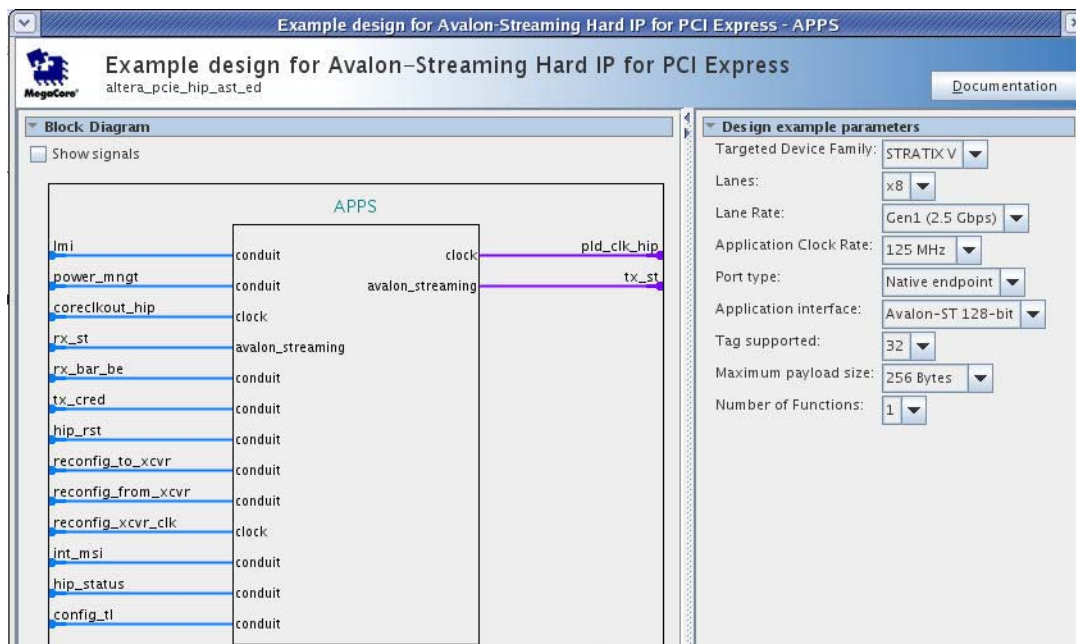 Example design for Avalon-Streaming Hard IP for PCI Express - APPS
Example design for Avalon-Streaming Hard IP for PCI Express
altera_pcie_hip_ast_ed
MegaCore®
Documentation
Block Diagram
Show signals
APPS
lmi
conduit
power_mngt
conduit
coreclkout_hip
clock
rx_st
avalon_streaming
rx_bar_be
conduit
tx_cred
conduit
hip_rst
conduit
reconfig_to_xcvr
conduit
reconfig_from_xcvr
conduit
reconfig_xcvr_clk
clock
int_msi
conduit
hip_status
conduit
config_tl
conduit
clock
pld_clk_hip
avalon_streaming
tx_st
Design example parameters
Targeted Device Family: STRATIX V
Lanes: x8
Lane Rate: Gen1 (2.5 Gbps)
Application Clock Rate: 125 MHz
Port type: Native endpoint
Application interface: Avalon-ST 128-bit
Tag supported: 32
Maximum payload size: 256 Bytes
Number of Functions: 1